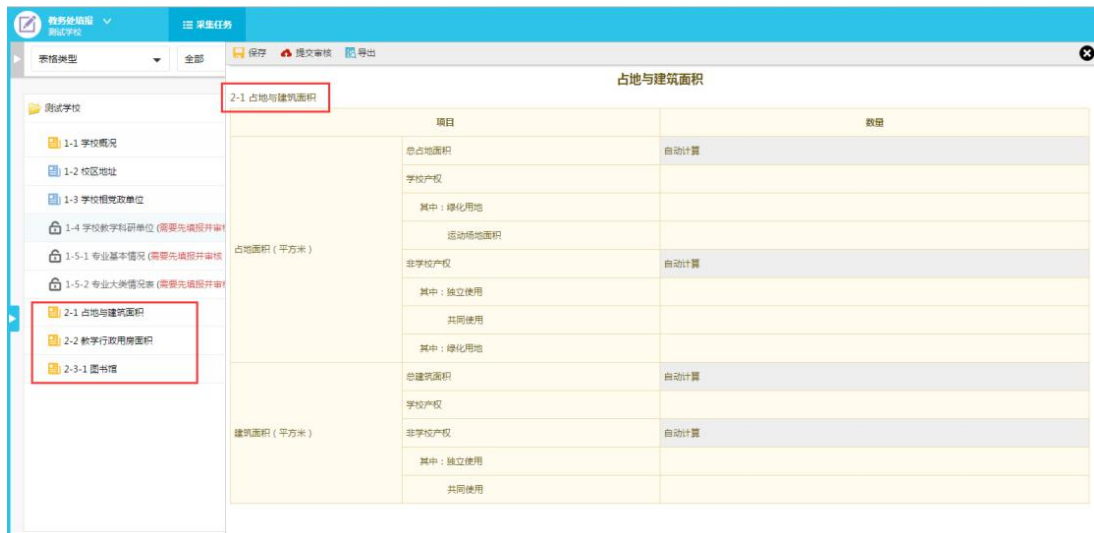 教务处填报
测试学校
采集任务
表格类型
全部
保存 提交审核 导出
占地与建筑面积
2-1 占地与建筑面积
测试学校
1-1 学校概况
1-2 校区地址
1-3 学校相关党政单位
1-4 学校教学科研单位 (需要先填报并审核
1-5-1 专业基本情况 (需要先填报并审核
1-5-2 专业大类情况表 (需要先填报并审核
2-1 占地与建筑面积
2-2 教学行政用房面积
2-3-1 图书馆
项目 数量
占地面积（平方米）
总占地面积 自动计算
学校产权
其中：绿化用地
运动场地面积
非学校产权 自动计算
其中：独立使用
共同使用
其中：绿化用地
建筑面积（平方米）
总建筑面积 自动计算
学校产权
非学校产权 自动计算
其中：独立使用
共同使用